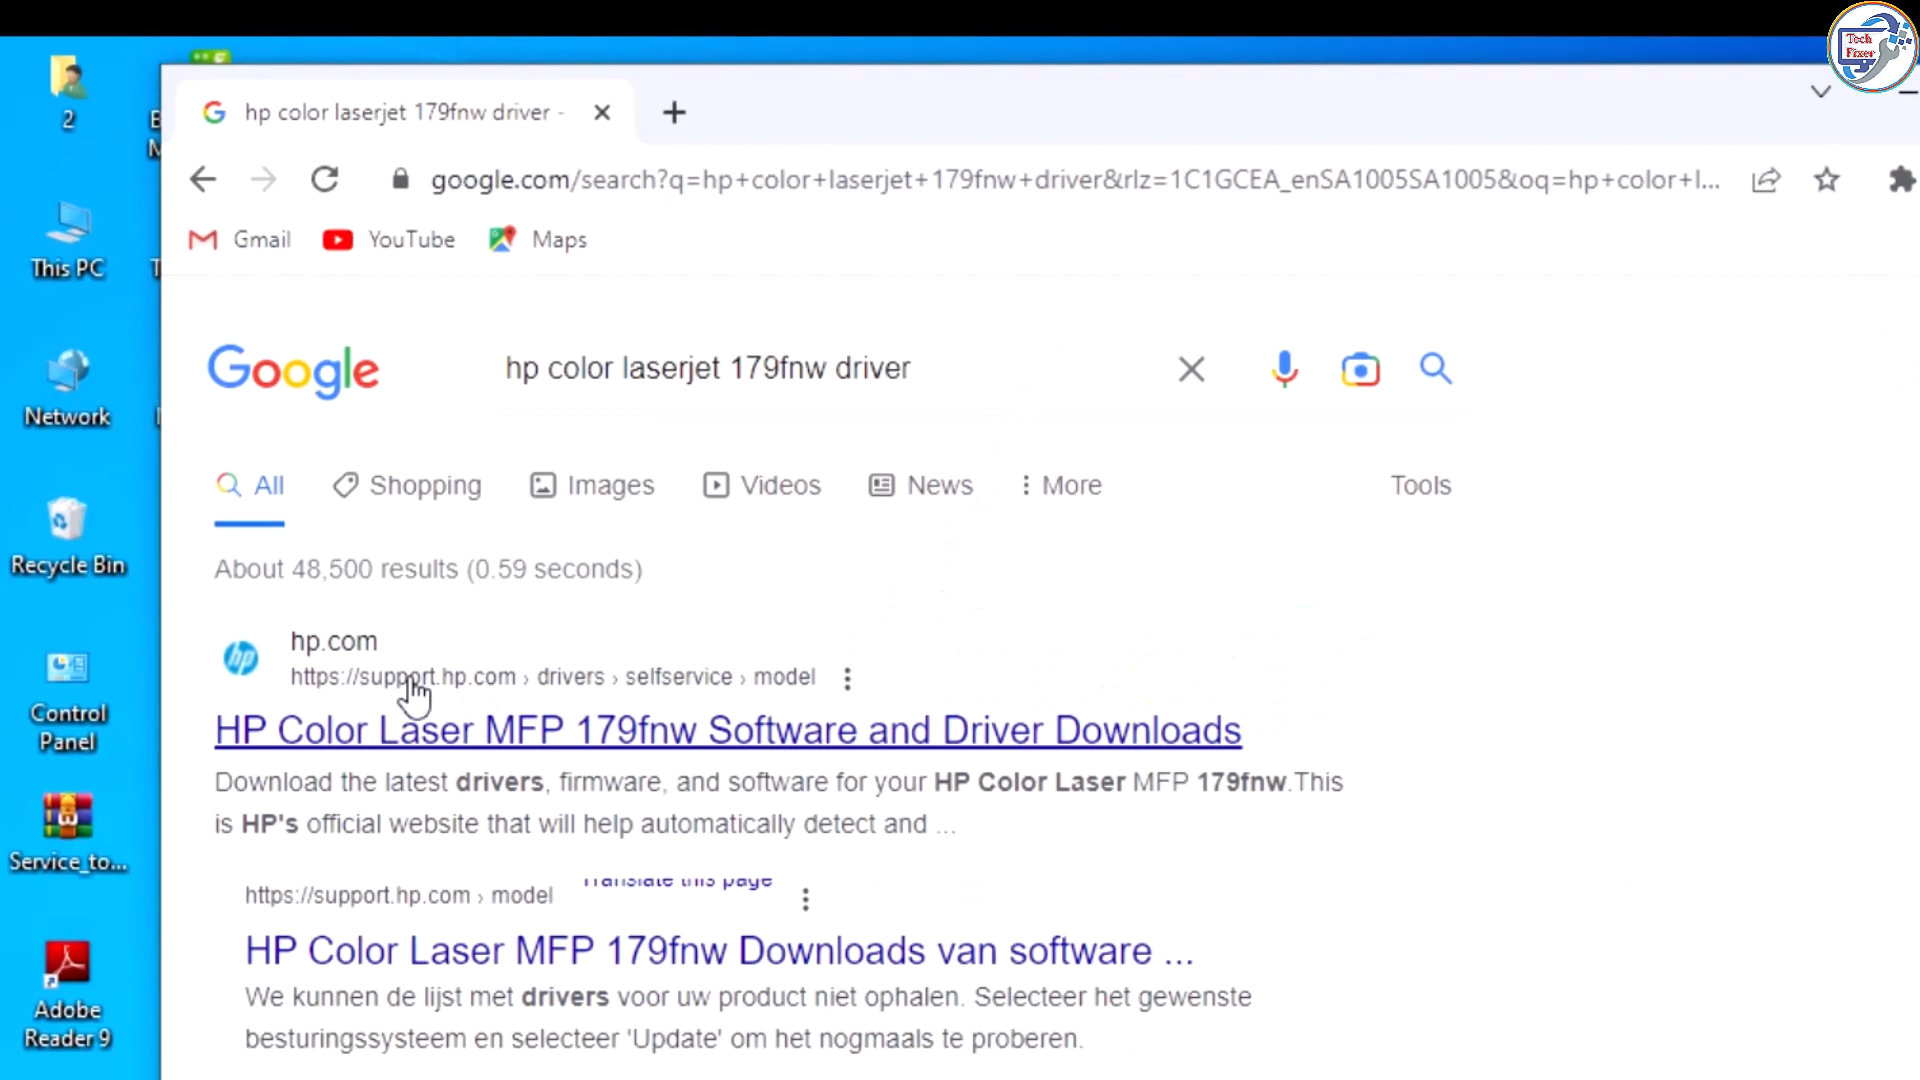 Tech
Fixer
2
This PC
Network
Recycle Bin
Control
Panel
Service_to...
Adobe
Reader 9
hp color laserjet 179fnw driver -
google.com/search?q=hp+color+laserjet+179fnw+driver&rlz=1C1GCEA_enSA1005SA1005&oq=hp+color+l...
Gmail
YouTube
Maps
Google
hp color laserjet 179fnw driver
All
Shopping
Images
Videos
News
More
Tools
About 48,500 results (0.59 seconds)
hp
hp.com
https://support.hp.com › drivers › selfservice › model
HP Color Laser MFP 179fnw Software and Driver Downloads
Download the latest drivers, firmware, and software for your HP Color Laser MFP 179fnw.This
is HP's official website that will help automatically detect and ...
https://support.hp.com › model
Translate this page
HP Color Laser MFP 179fnw Downloads van software ...
We kunnen de lijst met drivers voor uw product niet ophalen. Selecteer het gewenste
besturingssysteem en selecteer 'Update' om het nogmaals te proberen.